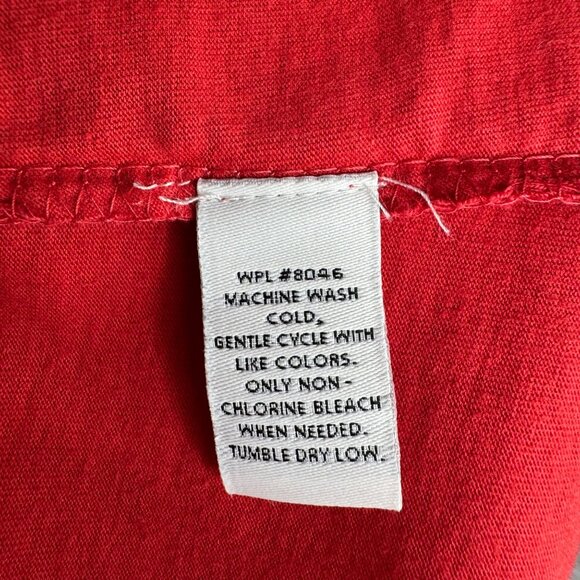 WPL #8046
MACHINE WASH
COLD,
GENTLE CYCLE WITH
LIKE COLORS.
ONLY NON-
CHLORINE BLEACH
WHEN NEEDED.
TUMBLE DRY LOW.